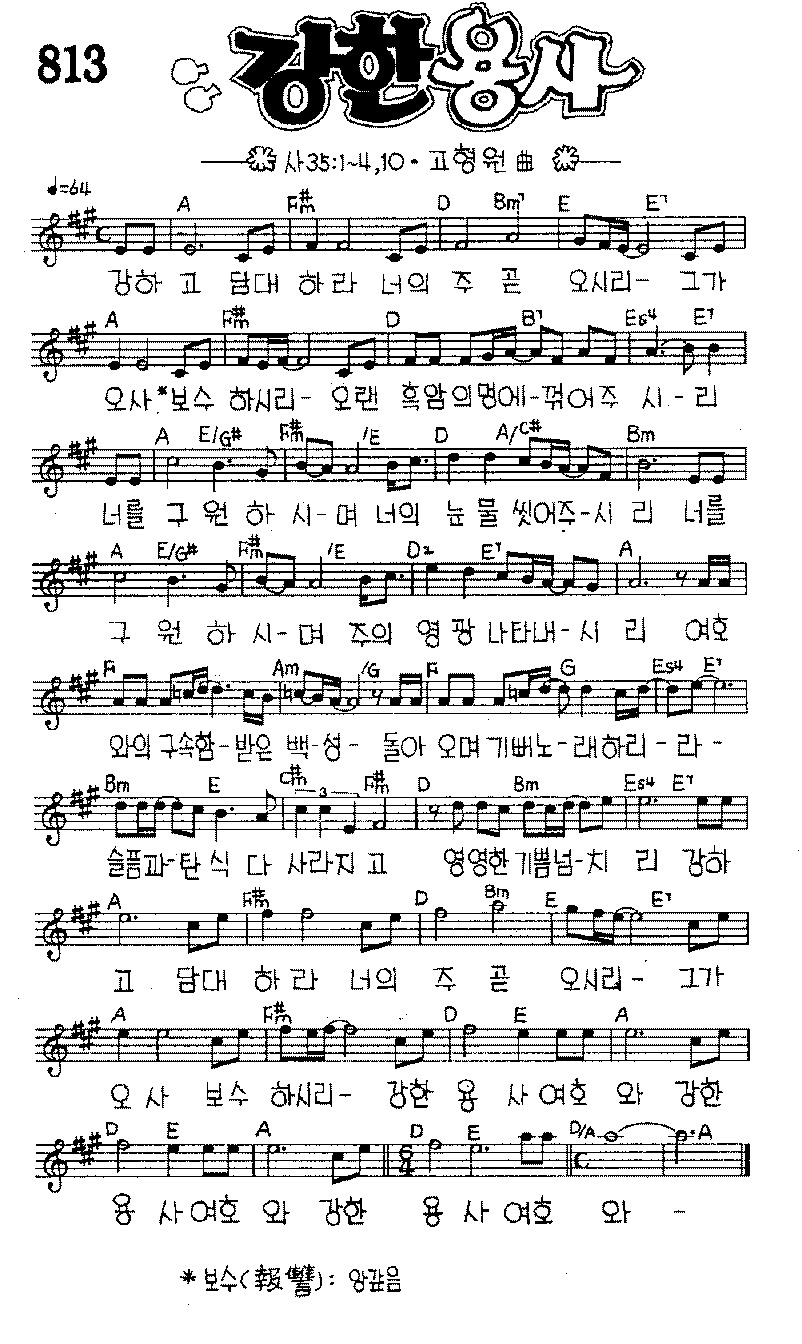 813
강한용사
사35:1~4,10·고형원 曲
♩=64
A F#m D Bm7 E E7
강하 고 담대 하라 너의 주 곧 오시리- 그가
A F#m D B7 Esus4 E7
오사*보수 하시리- 오랜 흑암의멍에-꺾어주 시-리
A E/G# F#m /E D A/C# Bm
너를 구 원 하 시-며 너의 눈 물 씻어주-시 리 너를
A E/G# F#m /E D2 E7 A
구 원 하 시-며 주의 영 광 나타내-시 리 여호
F Am /G F G Esus4 E7
와의 구속함-받은 백-성- 돌아 오며 기뻐노-래하리-라-
Bm E C#m 3 F#m D Bm Esus4 E7
슬픔과-탄 식 다 사라지고 영영한 기쁨넘-치 리 강하
A F#m D Bm E E7
고 담대 하라 너의 주 곧 오시리- 그가
A F#m D E A
오 사 보수 하시리- 강한 용 사 여호 와 강한
D E A D E D/A A
용 사여호 와 강한 용 사 여호 와 -
*보수(報讐): 앙갚음